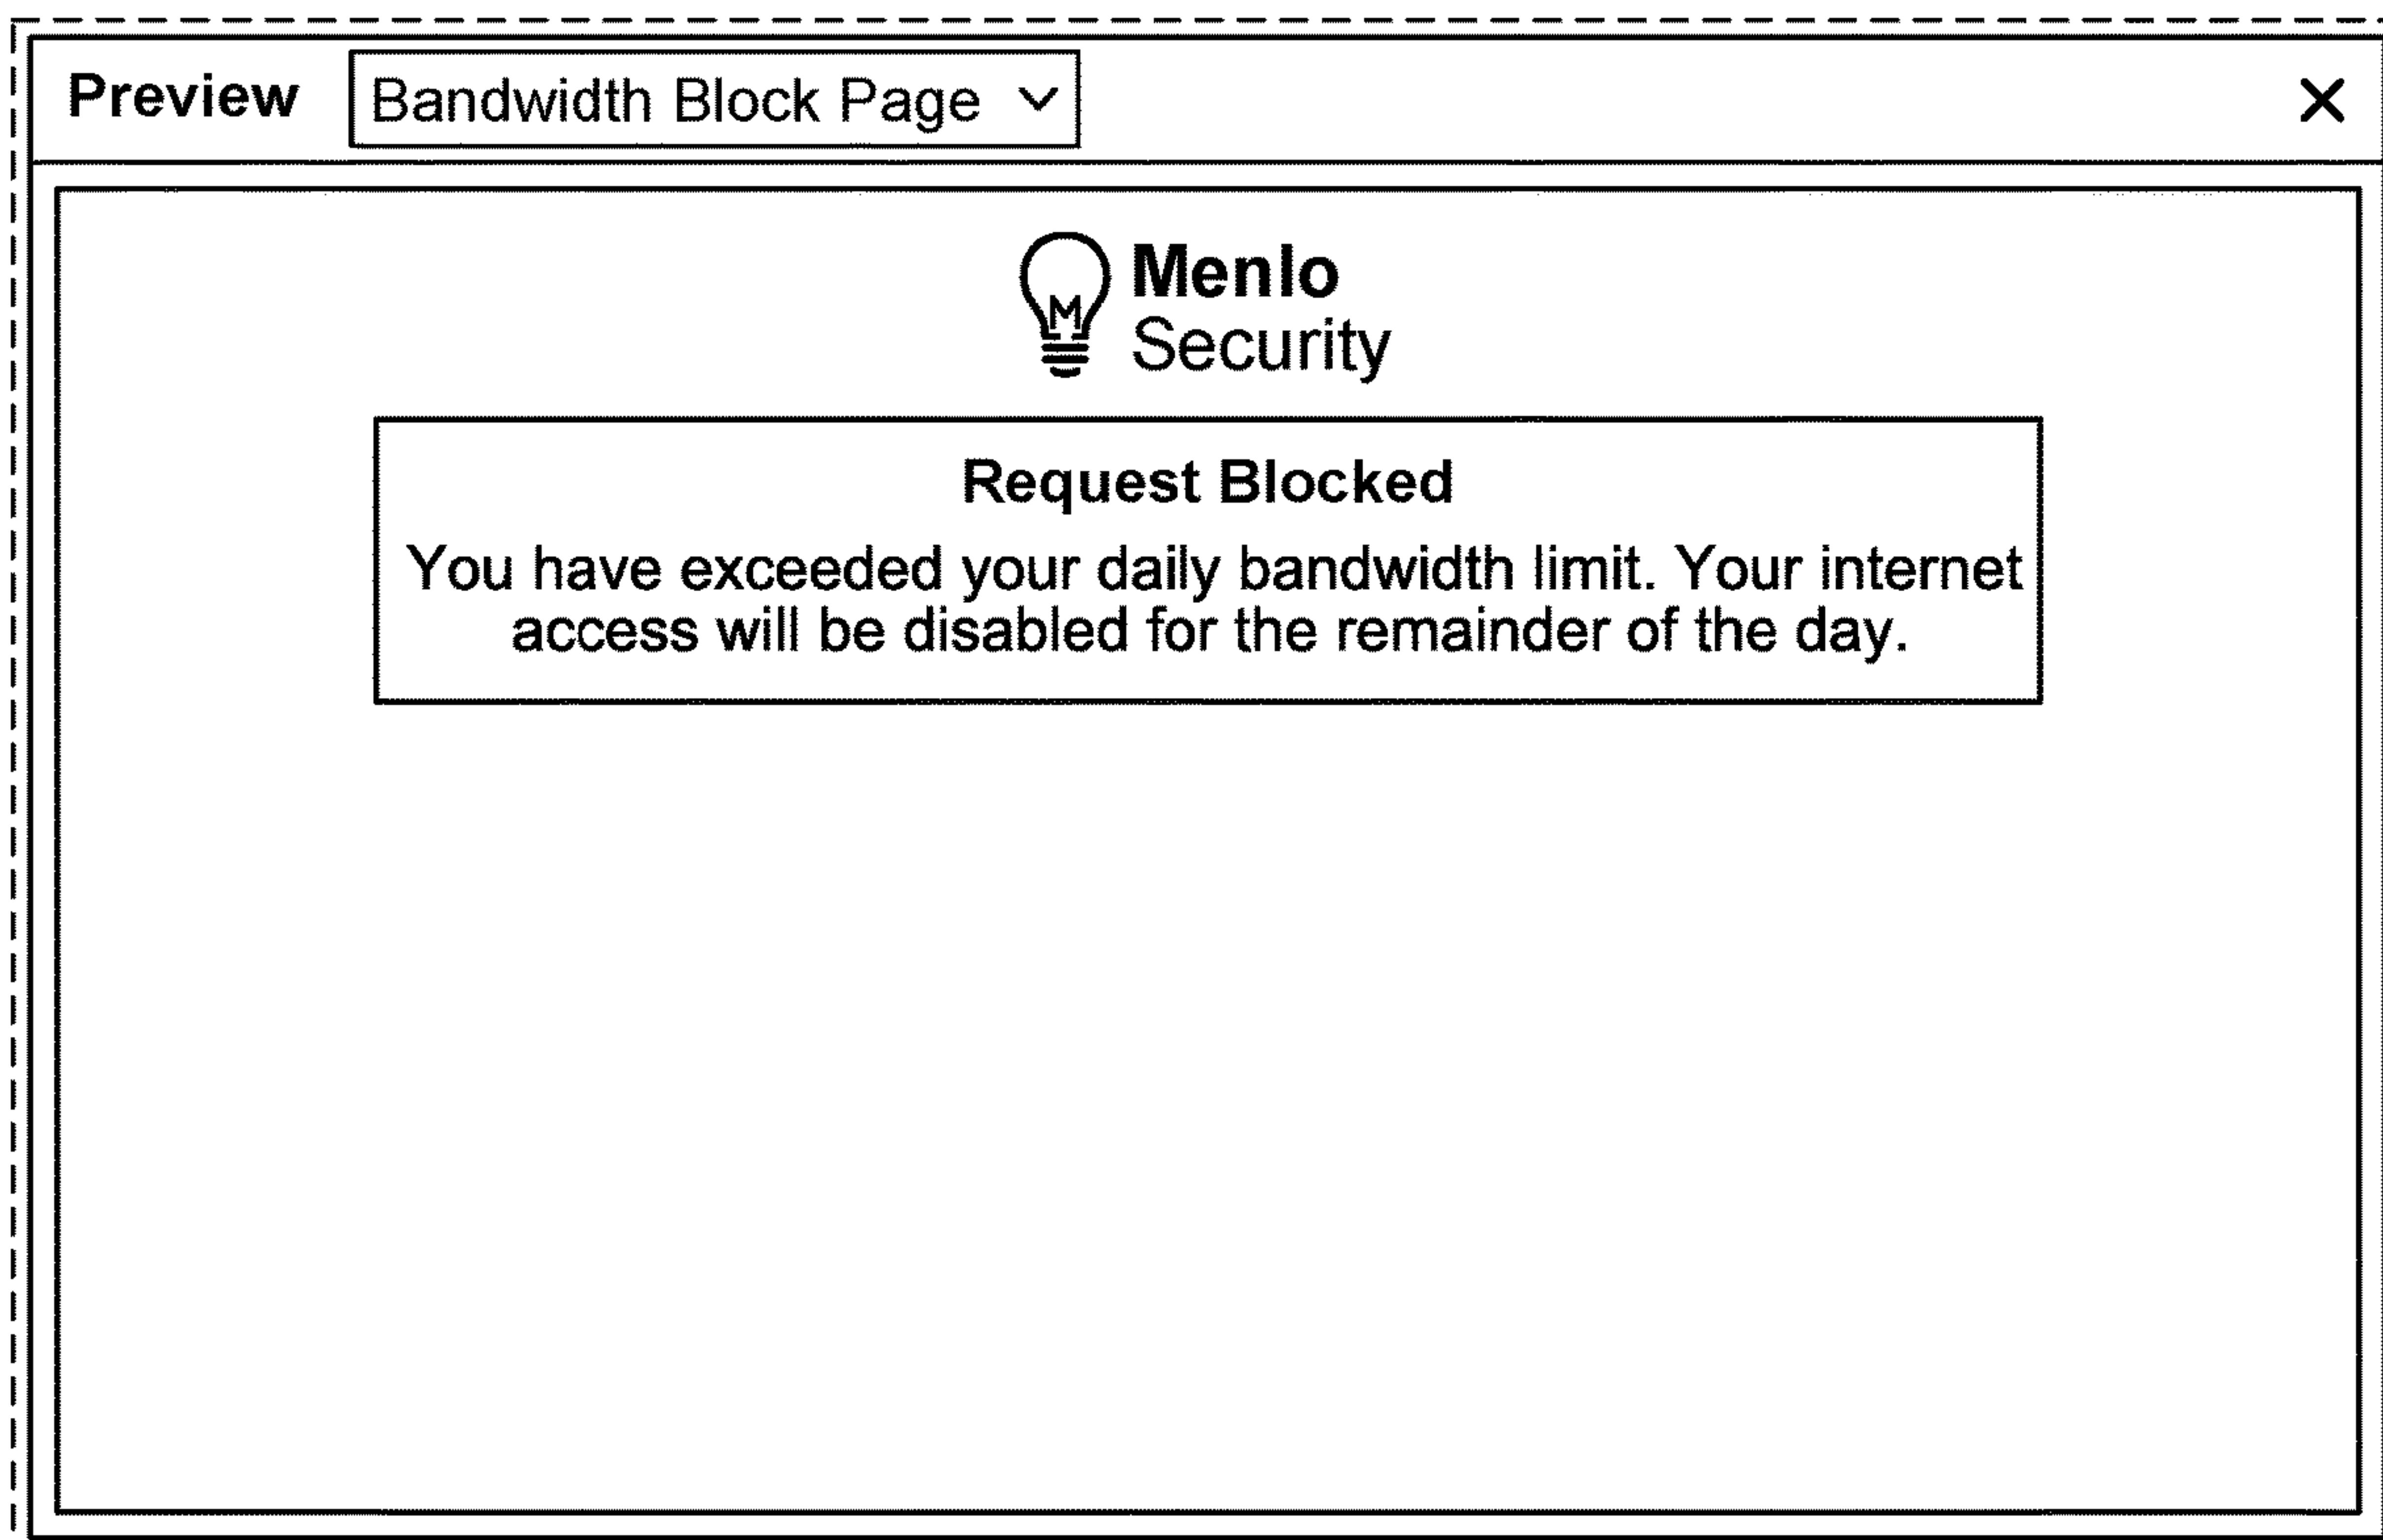 Preview Bandwidth Block Page
Menlo
Security
Request Blocked
You have exceeded your daily bandwidth limit. Your internet
access will be disabled for the remainder of the day.